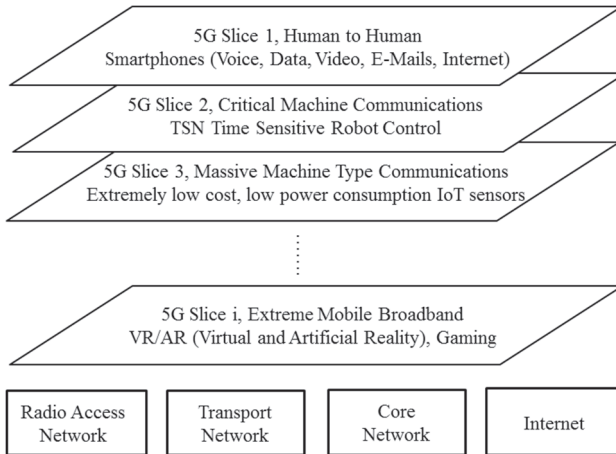 5G Slice 1, Human to Human
Smartphones (Voice, Data, Video, E-Mails, Internet)
5G Slice 2, Critical Machine Communications
TSN Time Sensitive Robot Control
5G Slice 3, Massive Machine Type Communications
Extremely low cost, low power consumption IoT sensors
5G Slice i, Extreme Mobile Broadband
VR/AR (Virtual and Artificial Reality), Gaming
Radio Access
Network
Transport
Network
Core
Network
Internet